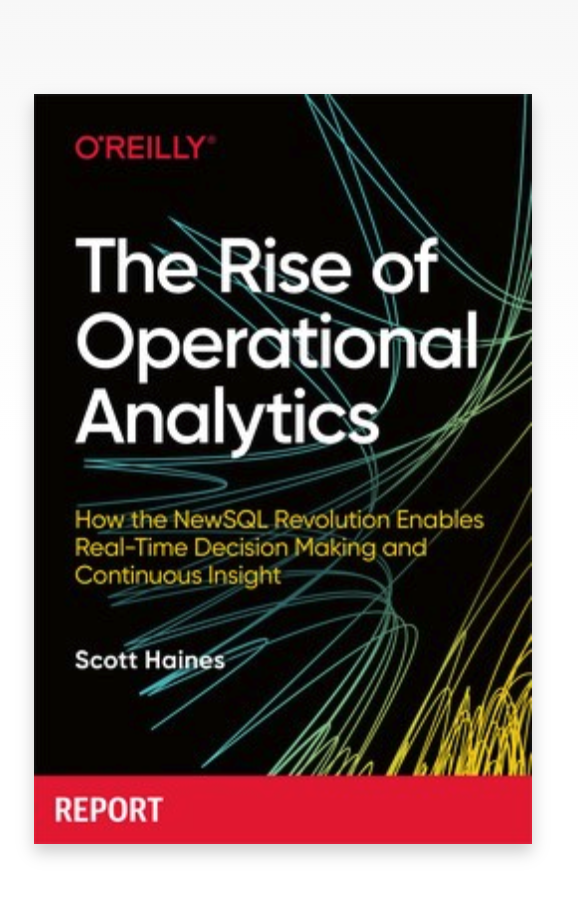 O'REILLY®
The Rise of
Operational
Analytics
How the NewSQL Revolution Enables
Real-Time Decision Making and
Continuous Insight
Scott Haines
REPORT